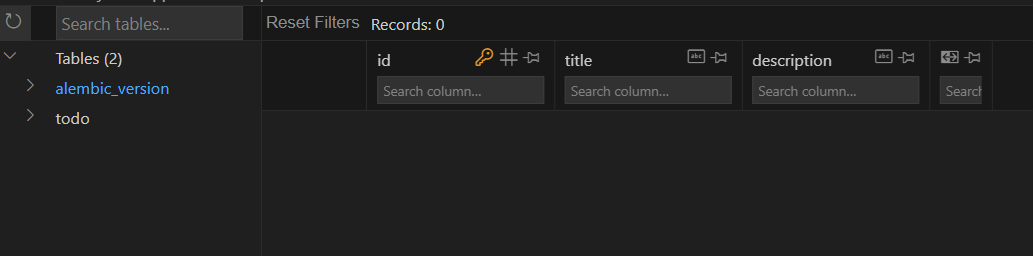 Search tables...
Reset Filters
Records: 0
Tables (2)
alembic_version
todo
id
title
description
Search column...
Search column...
Search column...
Search